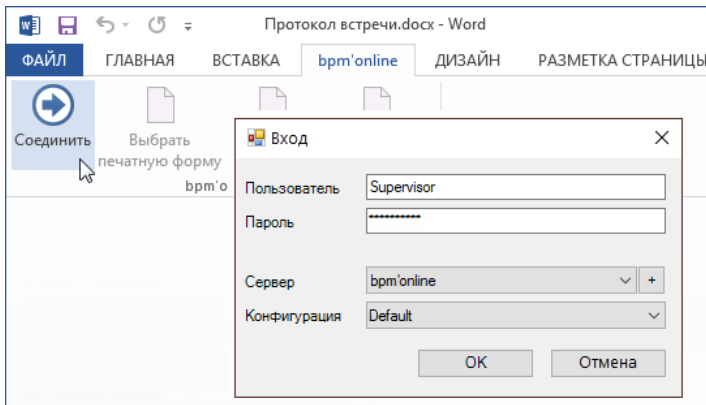 Протокол встречи.docx - Word
ФАЙЛ ГЛАВНАЯ ВСТАВКА bpm'online ДИЗАЙН РАЗМЕТКА СТРАНИЦЫ
Соединить
Выбрать
печатную форму
bpm'o
Вход
Пользователь Supervisor
Пароль **********
Сервер bpm'online +
Конфигурация Default
OK Отмена